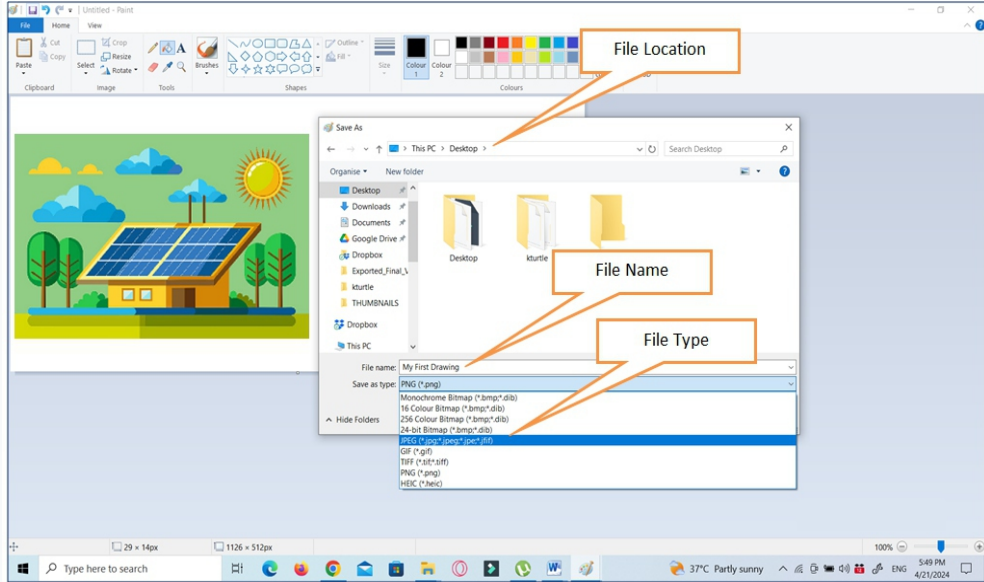 Untitled - Paint
File Home View
Paste
Cut
Copy
Clipboard
Select
Crop
Resize
Rotate
Image
Tools
Brushes
Shapes
Outline
Fill
Size
Colour 1
Colour 2
Colours
File Location
Save As
This PC > Desktop >
Search Desktop
Organise New folder
Desktop
Downloads
Documents
Google Drive
Dropbox
Exported_Final_V
kturtle
THUMBNAILS
Dropbox
This PC
Desktop
kturtle
File Name
File Type
File name: My First Drawing
Save as type: PNG (*.png)
Monochrome Bitmap (*.bmp;*.dib)
16 Colour Bitmap (*.bmp;*.dib)
256 Colour Bitmap (*.bmp;*.dib)
24-bit Bitmap (*.bmp;*.dib)
JPEG (*.jpg;*.jpeg;*.jpe;*.jfif)
GIF (*.gif)
TIFF (*.tif;*.tiff)
PNG (*.png)
HEIC (*.heic)
Hide Folders
29 × 14px
1126 × 512px
100%
Type here to search
37°C Partly sunny
ENG
5:49 PM
4/21/2024